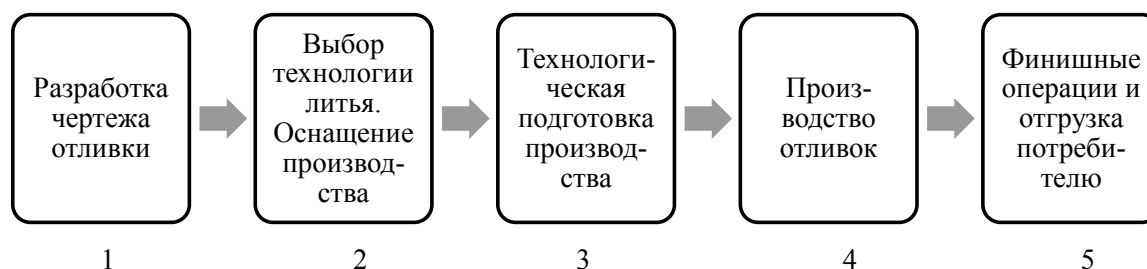 Разработка
чертежа
отливки
Выбор
технологии
литья.
Оснащение
производ-
ства
Технологи-
ческая
подготовка
производ-
ства
Произ-
водство
отливок
Финишные
операции и
отгрузка
потреби-
телю
1
2
3
4
5